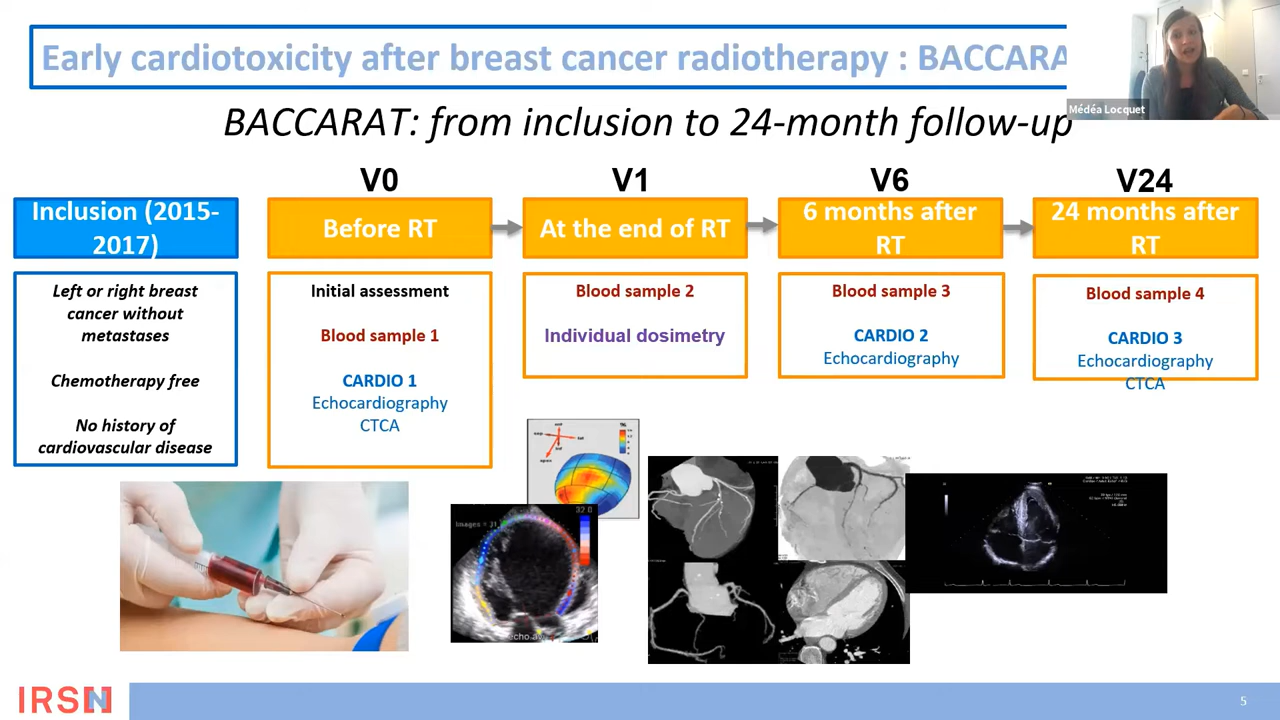 Early cardiotoxicity after breast cancer radiotherapy : BACCARA
Médéa Locquet
BACCARAT: from inclusion to 24-month follow-up
V0
V1
V6
V24
Inclusion (2015-
2017)
Before RT
At the end of RT
6 months after
RT
24 months after
RT
Left or right breast
cancer without
metastases
Chemotherapy free
No history of
cardiovascular disease
Initial assessment
Blood sample 1
CARDIO 1
Echocardiography
CTCA
Blood sample 2
Individual dosimetry
Blood sample 3
CARDIO 2
Echocardiography
Blood sample 4
CARDIO 3
Echocardiography
CTCA
32.0
IRSN
5